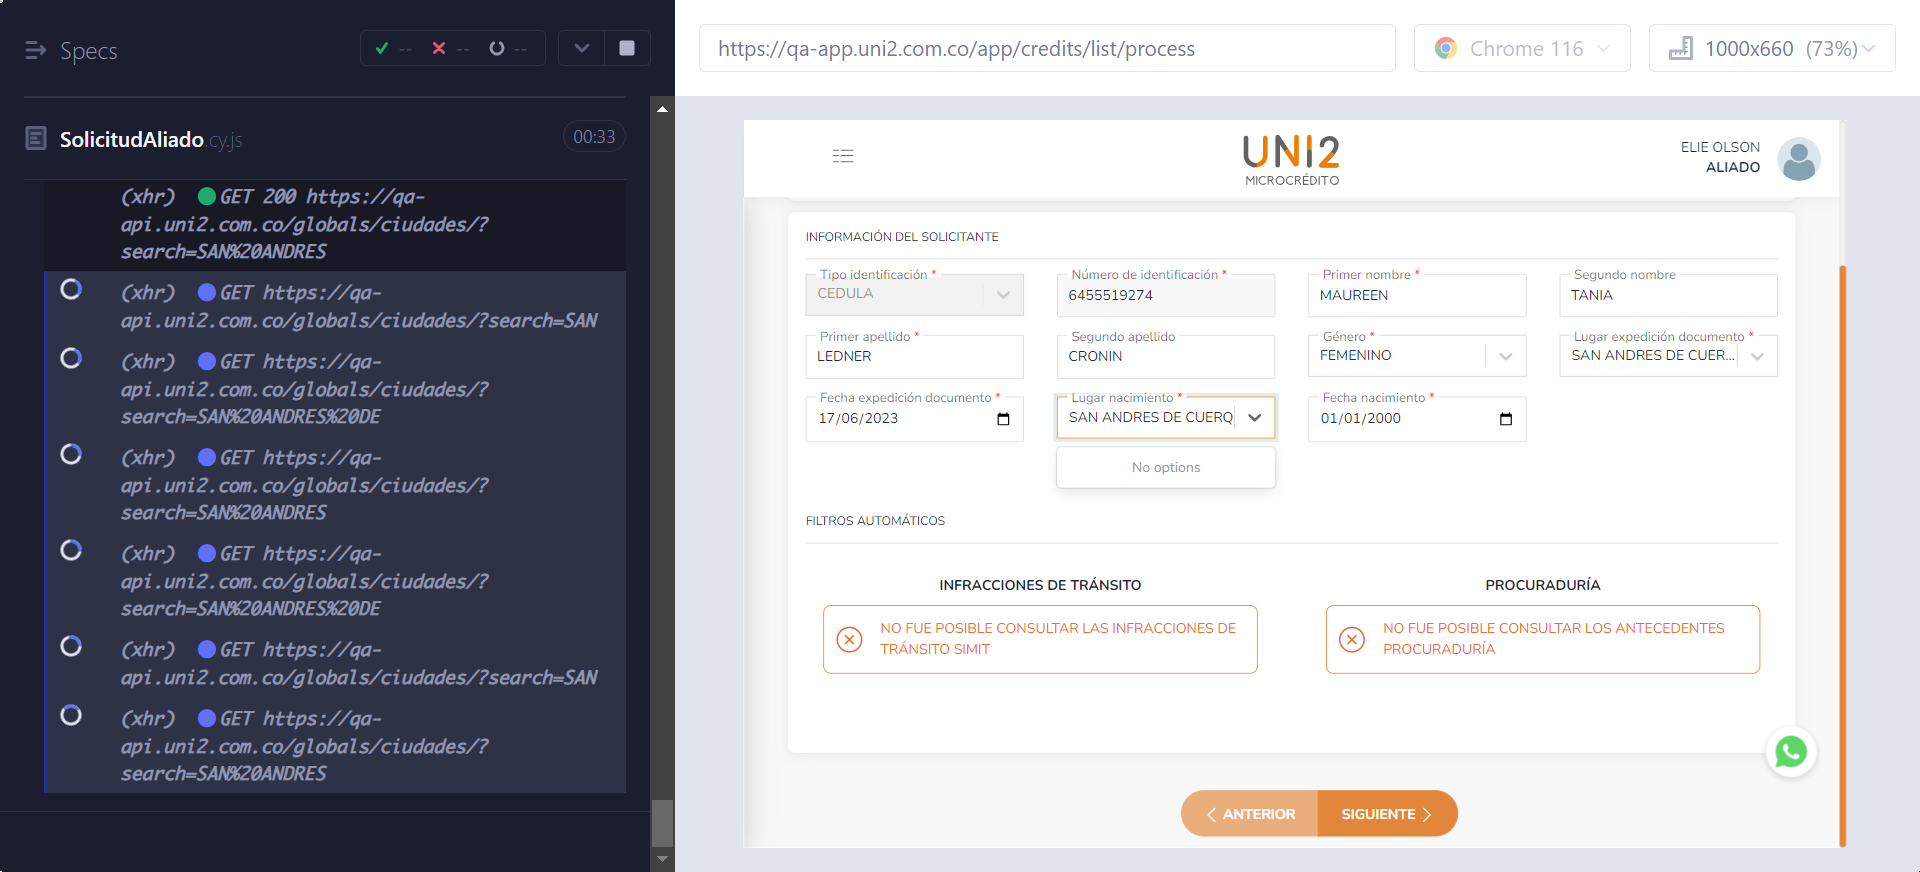 Specs
-- -- --
SolicitudAliado.cy.js
00:33
(xhr) GET 200 https://qa-
api.uni2.com.co/globals/ciudades/?
search=SAN%20ANDRES
(xhr) GET https://qa-
api.uni2.com.co/globals/ciudades/?search=SAN
(xhr) GET https://qa-
api.uni2.com.co/globals/ciudades/?
search=SAN%20ANDRES%20DE
(xhr) GET https://qa-
api.uni2.com.co/globals/ciudades/?
search=SAN%20ANDRES
(xhr) GET https://qa-
api.uni2.com.co/globals/ciudades/?
search=SAN%20ANDRES%20DE
(xhr) GET https://qa-
api.uni2.com.co/globals/ciudades/?search=SAN
(xhr) GET https://qa-
api.uni2.com.co/globals/ciudades/?
search=SAN%20ANDRES
https://qa-app.uni2.com.co/app/credits/list/process
Chrome 116
1000x660 (73%)
UNI2
MICROCRÉDITO
ELIE OLSON
ALIADO
INFORMACIÓN DEL SOLICITANTE
Tipo identificación *
CEDULA
Número de identificación *
6455519274
Primer nombre *
MAUREEN
Segundo nombre
TANIA
Primer apellido *
LEDNER
Segundo apellido
CRONIN
Género *
FEMENINO
Lugar expedición documento *
SAN ANDRES DE CUER...
Fecha expedición documento *
17/06/2023
Lugar nacimiento *
SAN ANDRES DE CUERQ
Fecha nacimiento *
01/01/2000
No options
FILTROS AUTOMÁTICOS
INFRACCIONES DE TRÁNSITO
NO FUE POSIBLE CONSULTAR LAS INFRACCIONES DE
TRÁNSITO SIMIT
PROCURADURÍA
NO FUE POSIBLE CONSULTAR LOS ANTECEDENTES
PROCURADURÍA
ANTERIOR
SIGUIENTE